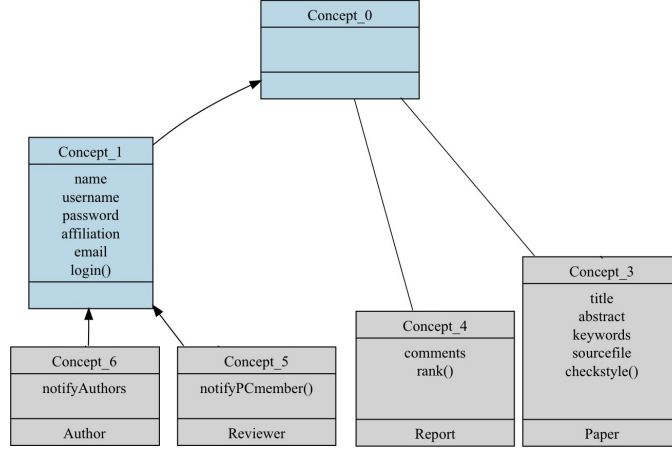 Concept_0
Concept_1
name
username
password
affiliation
email
login()
Concept_3
title
abstract
keywords
sourcefile
checkstyle()
Paper
Concept_4
comments
rank()
Report
Concept_6
notifyAuthors
Author
Concept_5
notifyPCmember()
Reviewer